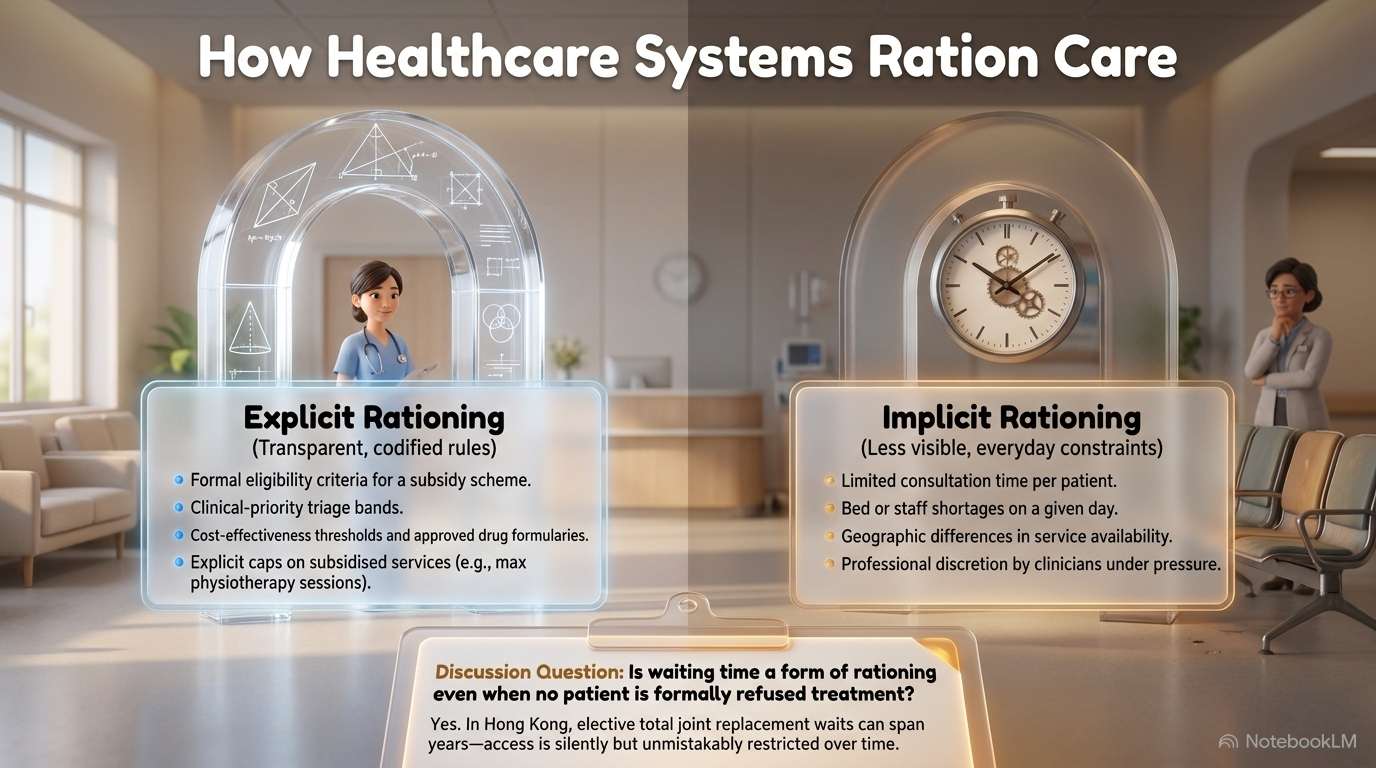 How Healthcare Systems Ration Care
Explicit Rationing
(Transparent, codified rules)
Formal eligibility criteria for a subsidy scheme.
Clinical-priority triage bands.
Cost-effectiveness thresholds and approved drug formularies.
Explicit caps on subsidised services (e.g., max
physiotherapy sessions).
Implicit Rationing
(Less visible, everyday constraints)
Limited consultation time per patient.
Bed or staff shortages on a given day.
Geographic differences in service availability.
Professional discretion by clinicians under pressure.
Discussion Question: Is waiting time a form of rationing
even when no patient is formally refused treatment?
Yes. In Hong Kong, elective total joint replacement waits can span
years—access is silently but unmistakably restricted over time.
NotebookLM